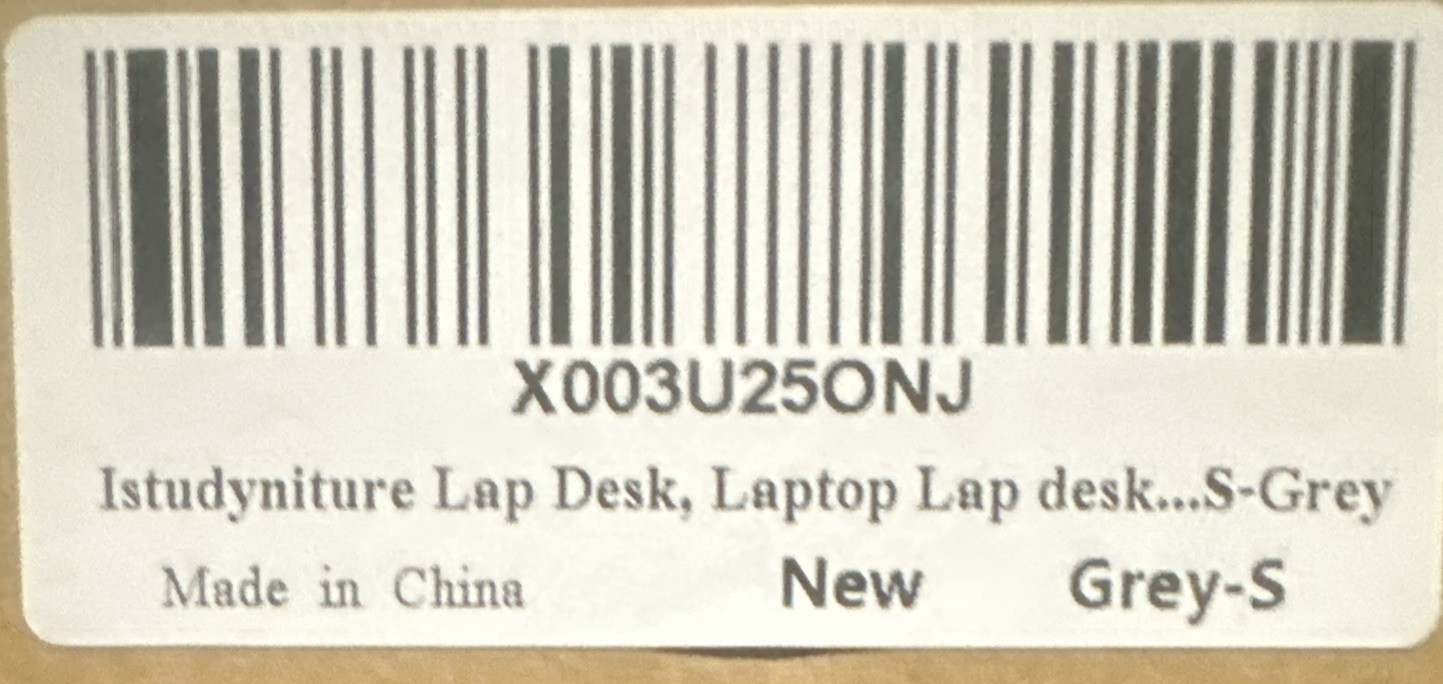 X003U25ONJ
Istudyniture Lap Desk, Laptop Lap desk...S-Grey
Made in China New Grey-S